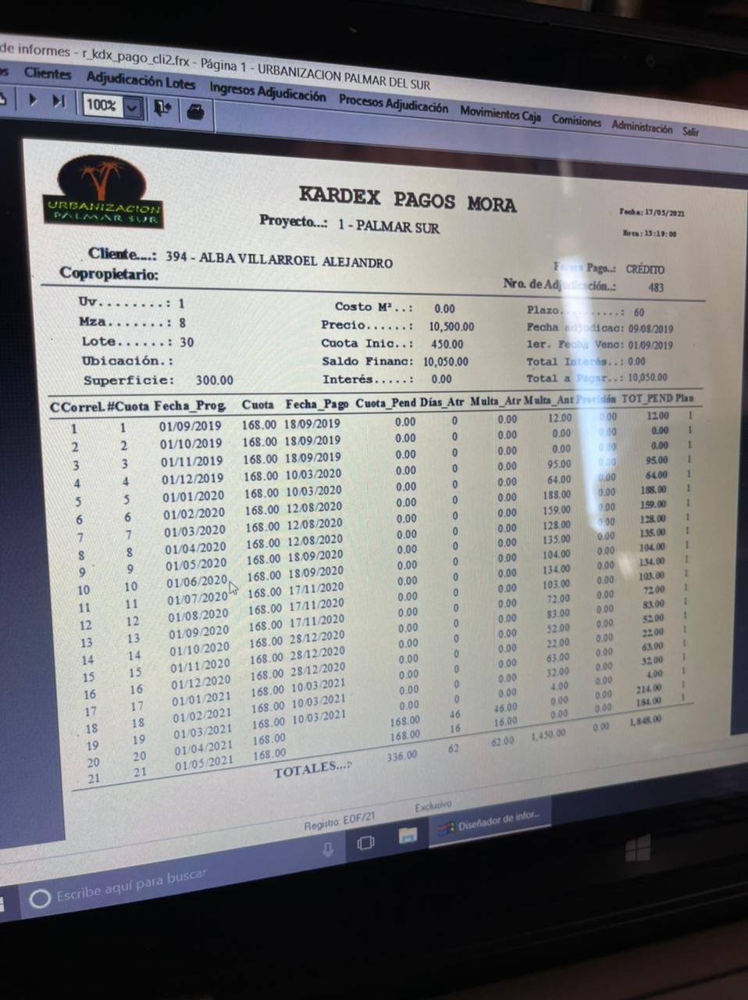 de informes - r_kdx_pago_cli2.frx - Página 1 - URBANIZACION PALMAR DEL SUR
os Clientes Adjudicación Lotes Ingresos Adjudicación Procesos Adjudicación Movimientos Caja Comisiones Administración Salir
100%
URBANIZACION
PALMAR SUR
KARDEX PAGOS MORA
Proyecto...: 1 - PALMAR SUR
Fecha: 17/05/2021
Hora: 15:19:00
Cliente....: 394 - ALBA VILLARROEL ALEJANDRO
Forma Pago..: CRÉDITO
Copropietario:
Nro. de Adjudicación..: 483
Uv........: 1 Costo M²..: 0.00 Plazo..........: 60
Mza.......: 8 Precio......: 10,500.00 Fecha adjudicac: 09/08/2019
Lote......: 30 Cuota Inic..: 450.00 1er. Fecha Venc: 01/09/2019
Ubicación.: Saldo Financ: 10,050.00 Total Interés..: 0.00
Superficie: 300.00 Interés.....: 0.00 Total a Pagar..: 10,050.00
CCorrel. #Cuota Fecha_Prog. Cuota Fecha_Pago Cuota_Pend Días_Atr Multa_Atr Multa_Ant Previsión TOT_PEND Plan
1 1 01/09/2019 168.00 18/09/2019 0.00 0 0.00 12.00 0.00 12.00 1
2 2 01/10/2019 168.00 18/09/2019 0.00 0 0.00 0.00 0.00 0.00 1
3 3 01/11/2019 168.00 18/09/2019 0.00 0 0.00 0.00 0.00 0.00 1
4 4 01/12/2019 168.00 10/03/2020 0.00 0 0.00 95.00 0.00 95.00 1
5 5 01/01/2020 168.00 10/03/2020 0.00 0 0.00 64.00 0.00 64.00 1
6 6 01/02/2020 168.00 12/08/2020 0.00 0 0.00 188.00 0.00 188.00 1
7 7 01/03/2020 168.00 12/08/2020 0.00 0 0.00 159.00 0.00 159.00 1
8 8 01/04/2020 168.00 12/08/2020 0.00 0 0.00 128.00 0.00 128.00 1
9 9 01/05/2020 168.00 18/09/2020 0.00 0 0.00 135.00 0.00 135.00 1
10 10 01/06/2020 168.00 18/09/2020 0.00 0 0.00 104.00 0.00 104.00 1
11 11 01/07/2020 168.00 17/11/2020 0.00 0 0.00 134.00 0.00 134.00 1
12 12 01/08/2020 168.00 17/11/2020 0.00 0 0.00 103.00 0.00 103.00 1
13 13 01/09/2020 168.00 17/11/2020 0.00 0 0.00 72.00 0.00 72.00 1
14 14 01/10/2020 168.00 28/12/2020 0.00 0 0.00 83.00 0.00 83.00 1
15 15 01/11/2020 168.00 28/12/2020 0.00 0 0.00 52.00 0.00 52.00 1
16 16 01/12/2020 168.00 28/12/2020 0.00 0 0.00 22.00 0.00 22.00 1
17 17 01/01/2021 168.00 10/03/2021 0.00 0 0.00 63.00 0.00 63.00 1
18 18 01/02/2021 168.00 10/03/2021 0.00 0 0.00 32.00 0.00 32.00 1
19 19 01/03/2021 168.00 10/03/2021 0.00 0 0.00 4.00 0.00 4.00 1
20 20 01/04/2021 168.00 168.00 46 46.00 0.00 0.00 214.00 1
21 21 01/05/2021 168.00 168.00 16 16.00 0.00 0.00 184.00 1
TOTALES...: 336.00 62 62.00 1,450.00 0.00 1,848.00
Registro: EOF/21 Exclusivo
Escribe aquí para buscar
Diseñador de infor...